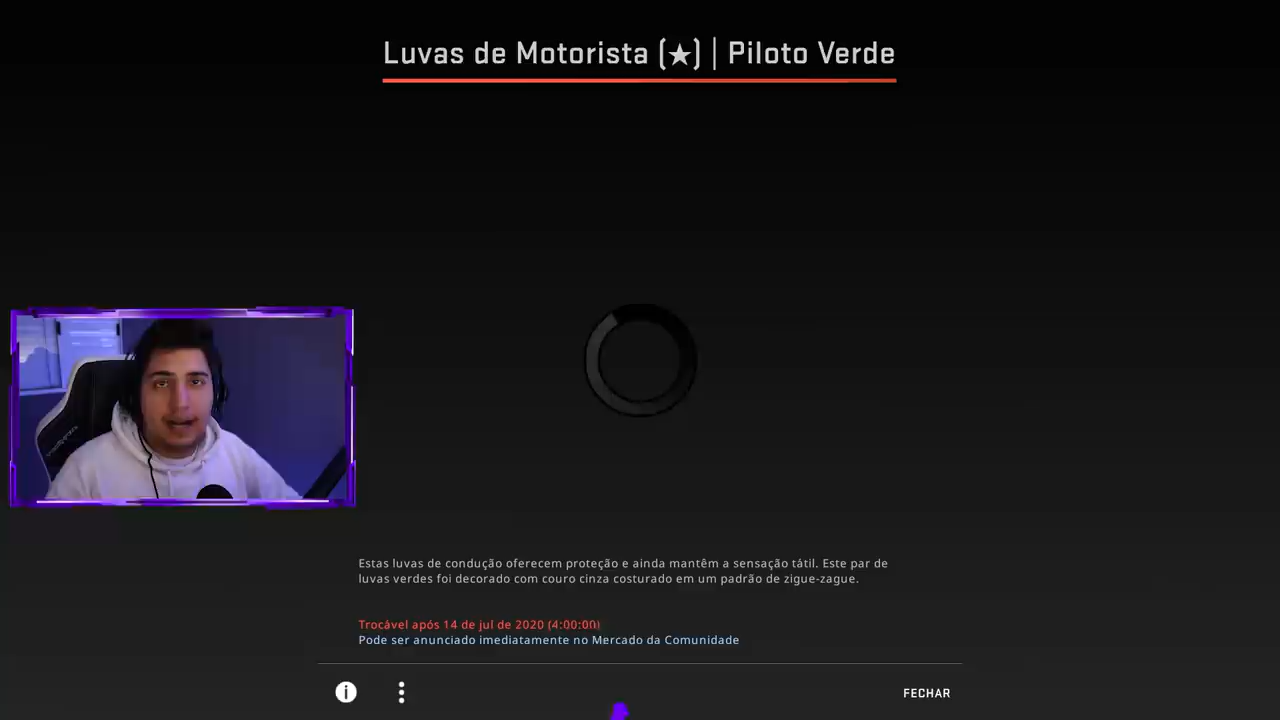 Luvas de Motorista (★) | Piloto Verde
Estas luvas de condução oferecem proteção e ainda mantêm a sensação tátil. Este par de
luvas verdes foi decorado com couro cinza costurado em um padrão de zigue-zague.
Trocável após 14 de jul de 2020 (4:00:00)
Pode ser anunciado imediatamente no Mercado da Comunidade
FECHAR